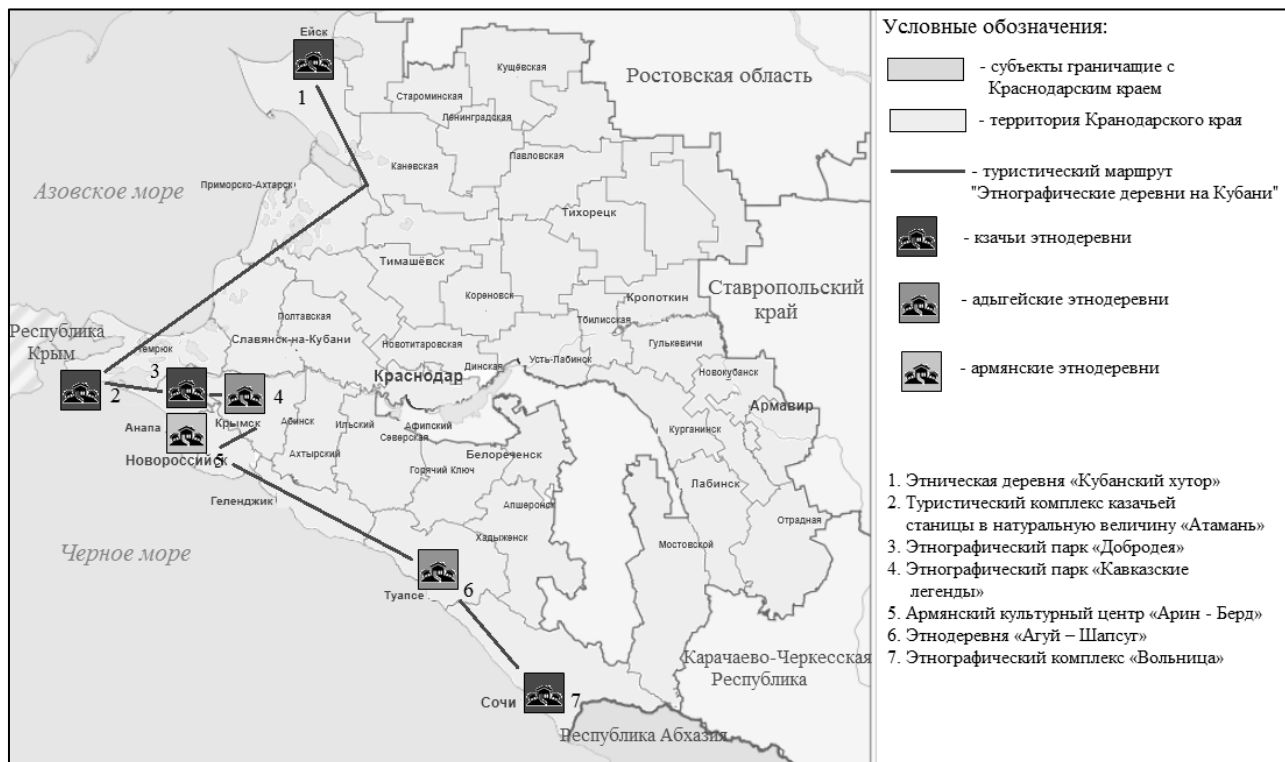 Ейск
1
Кущёвская
Ростовская область
Староминская
Ленинградская
Каневская
Павловская
Азовское море
Приморско-Ахтарск
Тихорецк
Тимашёвск
Ставропольский
край
Кореновск
Кропоткин
Тбилисская
Полтавская
Республика
Крым
Славянск-на-Кубани
Гулькевичи
Темрюк
Новотитаровская
Усть-Лабинск
Динская
3
Новокубанск
Краснодар
2
4
Армавир
Анапа
Крымск
Абинск
Ильский
Афипский
Северская
Курганинск
5
Новороссийск
Ахтырский
Горячий Ключ
Белореченск
Лабинск
Геленджик
Апшеронск
Отрадная
Черное море
Хадыженск
Мостовской
Туапсе
6
Карачаево-Черкесская
Республика
Сочи
7
Республика Абхазия
Условные обозначения:
- субъекты граничащие с
Краснодарским краем
- территория Кранодарского края
- туристический маршрут
"Этнографические деревни на Кубани"
- кзачьи этнодеревни
- адыгейские этнодеревни
- армянские этнодеревни
1. Этническая деревня «Кубанский хутор»
2. Туристический комплекс казачьей
станицы в натуральную величину «Атамань»
3. Этнографический парк «Добродея»
4. Этнографический парк «Кавказские
легенды»
5. Армянский культурный центр «Арин - Берд»
6. Этнодеревня «Агуй – Шапсуг»
7. Этнографический комплекс «Вольница»